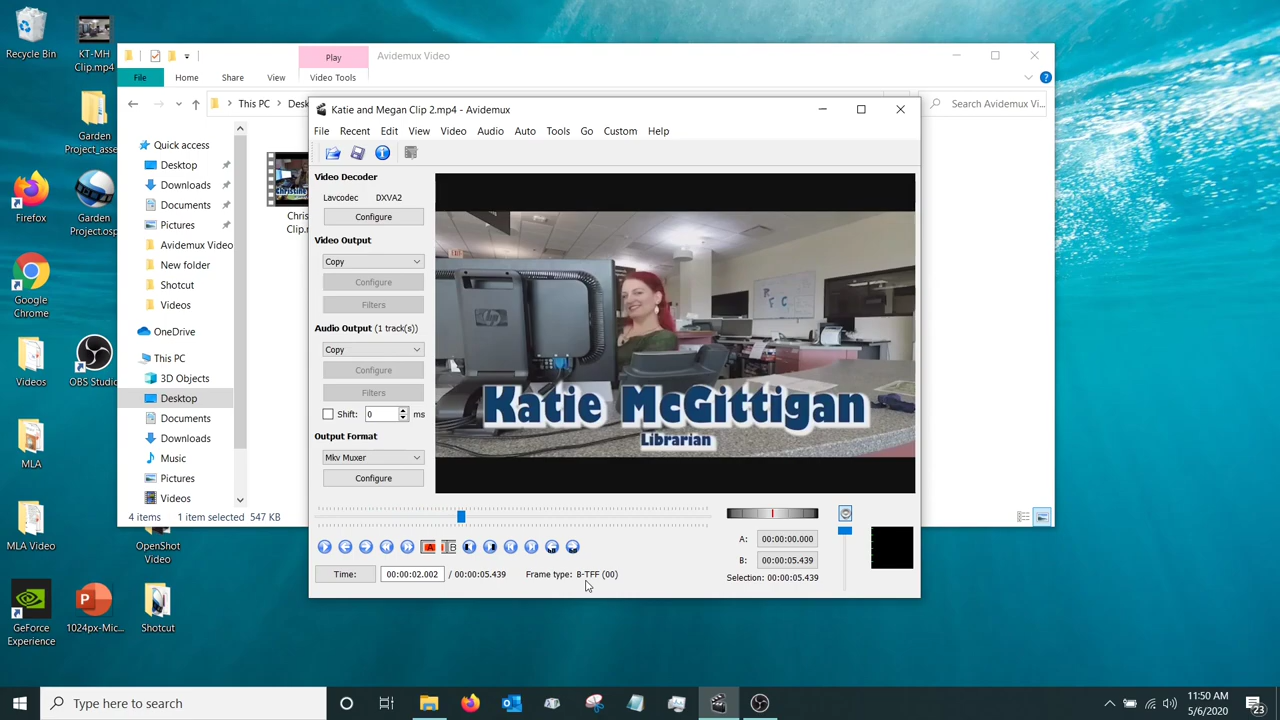 Recycle Bin
KT-MH
Clip.mp4
Garden
Project_asse
Firefox
Garden
Project.osp
Google
Chrome
Videos
OBS Studio
MLA
MLA Video
OpenShot
Video
GeForce
Experience
1024px-Mic...
Shotcut
Play
Avidemux Video
File
Home
Share
View
Video Tools
This PC
Search Avidemux Vi...
Quick access
Desktop
Downloads
Documents
Pictures
Avidemux Video
New folder
Shotcut
Videos
OneDrive
This PC
3D Objects
Desktop
Documents
Downloads
Music
Pictures
Videos
4 items
1 item selected 547 KB
Katie and Megan Clip 2.mp4 - Avidemux
File
Recent
Edit
View
Video
Audio
Auto
Tools
Go
Custom
Help
Video Decoder
Lavcodec DXVA2
Configure
Video Output
Copy
Configure
Filters
Audio Output (1 track(s))
Copy
Configure
Filters
Shift: 0 ms
Output Format
Mkv Muxer
Configure
hp
Katie McGittigan
Librarian
A
B
Time: 00:00:02.002 / 00:00:05.439
Frame type: B-TFF (00)
A: 00:00:00.000
B: 00:00:05.439
Selection: 00:00:05.439
Type here to search
11:50 AM
5/6/2020
23